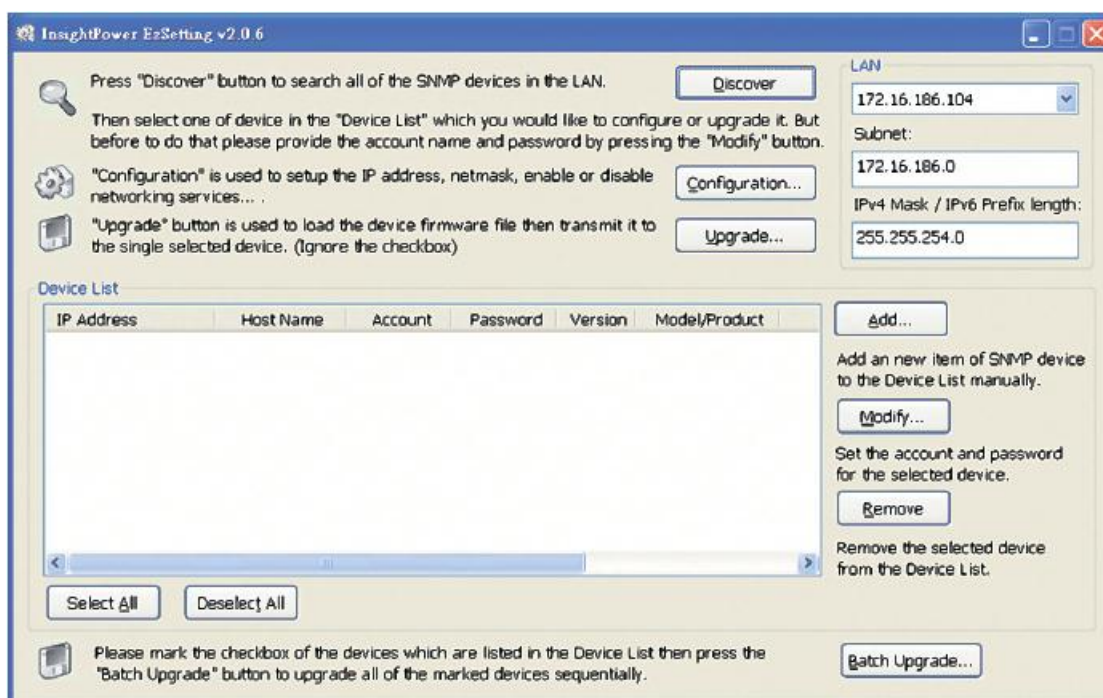 InsightPower EzSetting v2.0.6
Press "Discover" button to search all of the SNMP devices in the LAN.
Discover
Then select one of device in the "Device List" which you would like to configure or upgrade it. But
before to do that please provide the account name and password by pressing the "Modify" button.
"Configuration" is used to setup the IP address, netmask, enable or disable
networking services... .
Configuration...
"Upgrade" button is used to load the device firmware file then transmit it to
the single selected device. (Ignore the checkbox)
Upgrade...
LAN
172.16.186.104
Subnet:
172.16.186.0
IPv4 Mask / IPv6 Prefix length:
255.255.254.0
Device List
IP Address Host Name Account Password Version Model/Product
Add...
Add an new item of SNMP device
to the Device List manually.
Modify...
Set the account and password
for the selected device.
Remove
Remove the selected device
from the Device List.
Select All Deselect All
Please mark the checkbox of the devices which are listed in the Device List then press the
"Batch Upgrade" button to upgrade all of the marked devices sequentially.
Batch Upgrade...